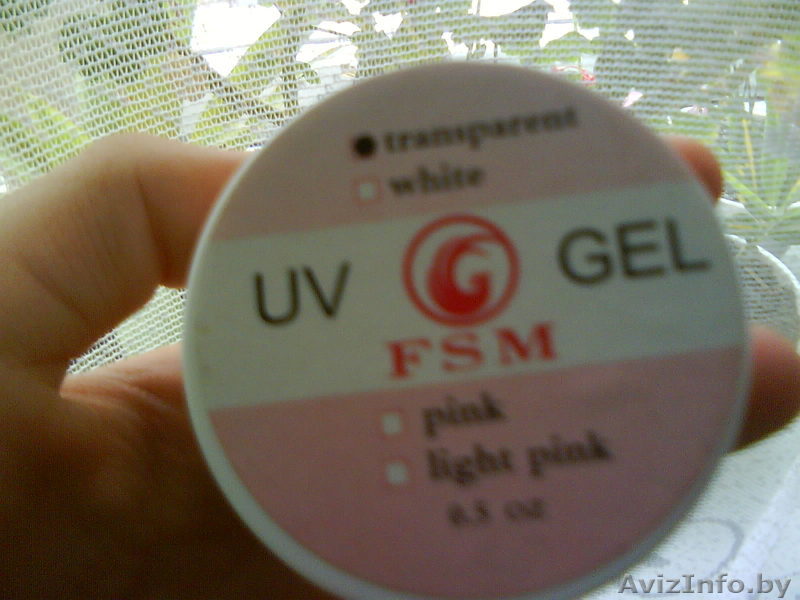 transparent
white
UV GEL
FSM
pink
light pink
0.5 OZ
AvizInfo.by